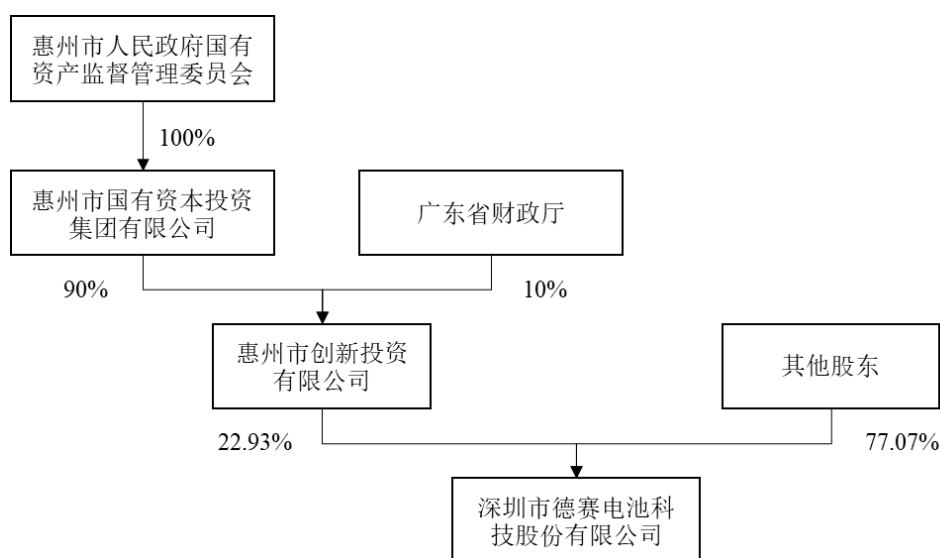 惠州市人民政府国有
资产监督管理委员会
100%
惠州市国有资本投资
集团有限公司
广东省财政厅
90%
10%
惠州市创新投资
有限公司
其他股东
22.93%
77.07%
深圳市德赛电池科
技股份有限公司